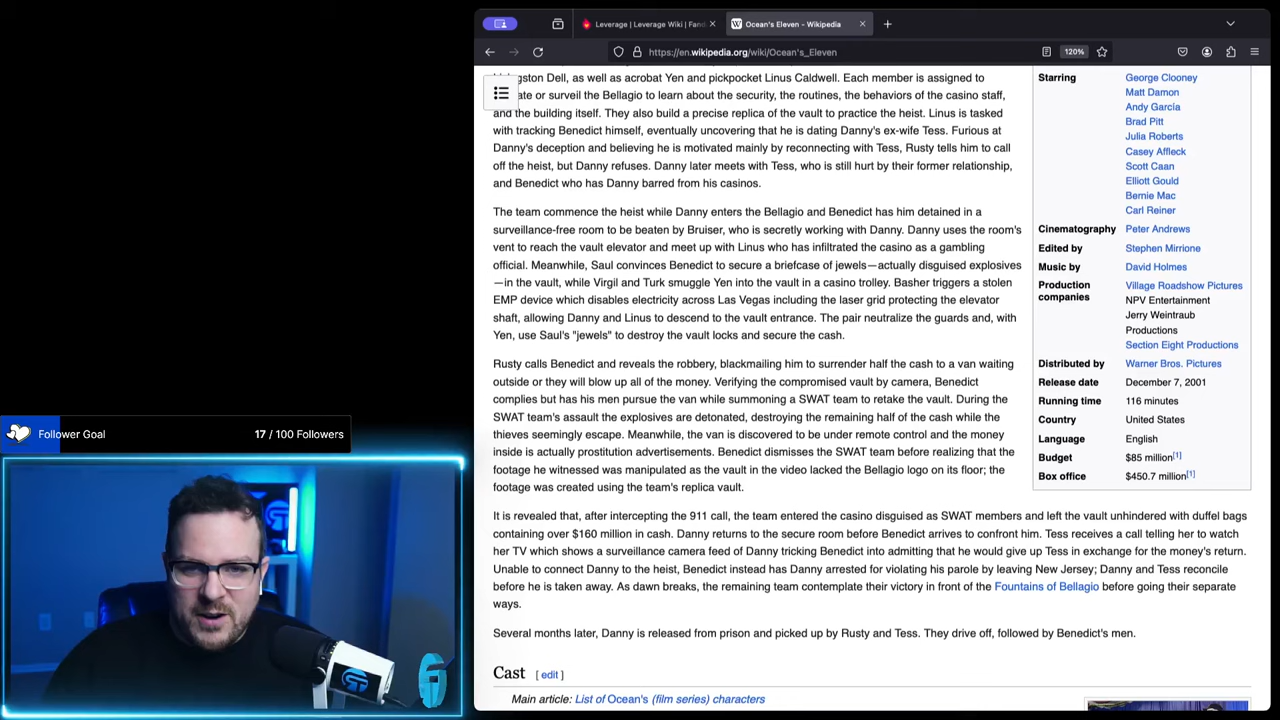 Leverage | Leverage Wiki | Fand
Ocean's Eleven - Wikipedia
https://en.wikipedia.org/wiki/Ocean's_Eleven
120%
Dell, as well as acrobat Yen and pickpocket Linus Caldwell. Each member is assigned to
or surveil the Bellagio to learn about the security, the routines, the behaviors of the casino staff,
and the building itself. They also build a precise replica of the vault to practice the heist. Linus is tasked
with tracking Benedict himself, eventually uncovering that he is dating Danny's ex-wife Tess. Furious at
Danny's deception and believing he is motivated mainly by reconnecting with Tess, Rusty tells him to call
off the heist, but Danny refuses. Danny later meets with Tess, who is still hurt by their former relationship,
and Benedict who has Danny barred from his casinos.
The team commence the heist while Danny enters the Bellagio and Benedict has him detained in a
surveillance-free room to be beaten by Bruiser, who is secretly working with Danny. Danny uses the room's
vent to reach the vault elevator and meet up with Linus who has infiltrated the casino as a gambling
official. Meanwhile, Saul convinces Benedict to secure a briefcase of jewels—actually disguised explosives
—in the vault, while Virgil and Turk smuggle Yen into the vault in a casino trolley. Basher triggers a stolen
EMP device which disables electricity across Las Vegas including the laser grid protecting the elevator
shaft, allowing Danny and Linus to descend to the vault entrance. The pair neutralize the guards and, with
Yen, use Saul's "jewels" to destroy the vault locks and secure the cash.
Rusty calls Benedict and reveals the robbery, blackmailing him to surrender half the cash to a van waiting
outside or they will blow up all of the money. Verifying the compromised vault by camera, Benedict
complies but has his men pursue the van while summoning a SWAT team to retake the vault. During the
SWAT team's assault the explosives are detonated, destroying the remaining half of the cash while the
thieves seemingly escape. Meanwhile, the van is discovered to be under remote control and the money
inside is actually prostitution advertisements. Benedict dismisses the SWAT team before realizing that the
footage he witnessed was manipulated as the vault in the video lacked the Bellagio logo on its floor; the
footage was created using the team's replica vault.
It is revealed that, after intercepting the 911 call, the team entered the casino disguised as SWAT members and left the vault unhindered with duffel bags
containing over $160 million in cash. Danny returns to the secure room before Benedict arrives to confront him. Tess receives a call telling her to watch
her TV which shows a surveillance camera feed of Danny tricking Benedict into admitting that he would give up Tess in exchange for the money's return.
Unable to connect Danny to the heist, Benedict instead has Danny arrested for violating his parole by leaving New Jersey; Danny and Tess reconcile
before he is taken away. As dawn breaks, the remaining team contemplate their victory in front of the Fountains of Bellagio before going their separate
ways.
Several months later, Danny is released from prison and picked up by Rusty and Tess. They drive off, followed by Benedict's men.
Cast [ edit ]
Main article: List of Ocean's (film series) characters
Starring George Clooney
Matt Damon
Andy García
Brad Pitt
Julia Roberts
Casey Affleck
Scott Caan
Elliott Gould
Bernie Mac
Carl Reiner
Cinematography Peter Andrews
Edited by Stephen Mirrione
Music by David Holmes
Production Village Roadshow Pictures
companies NPV Entertainment
Jerry Weintraub
Productions
Section Eight Productions
Distributed by Warner Bros. Pictures
Release date December 7, 2001
Running time 116 minutes
Country United States
Language English
Budget $85 million[1]
Box office $450.7 million[1]
Follower Goal 17 / 100 Followers